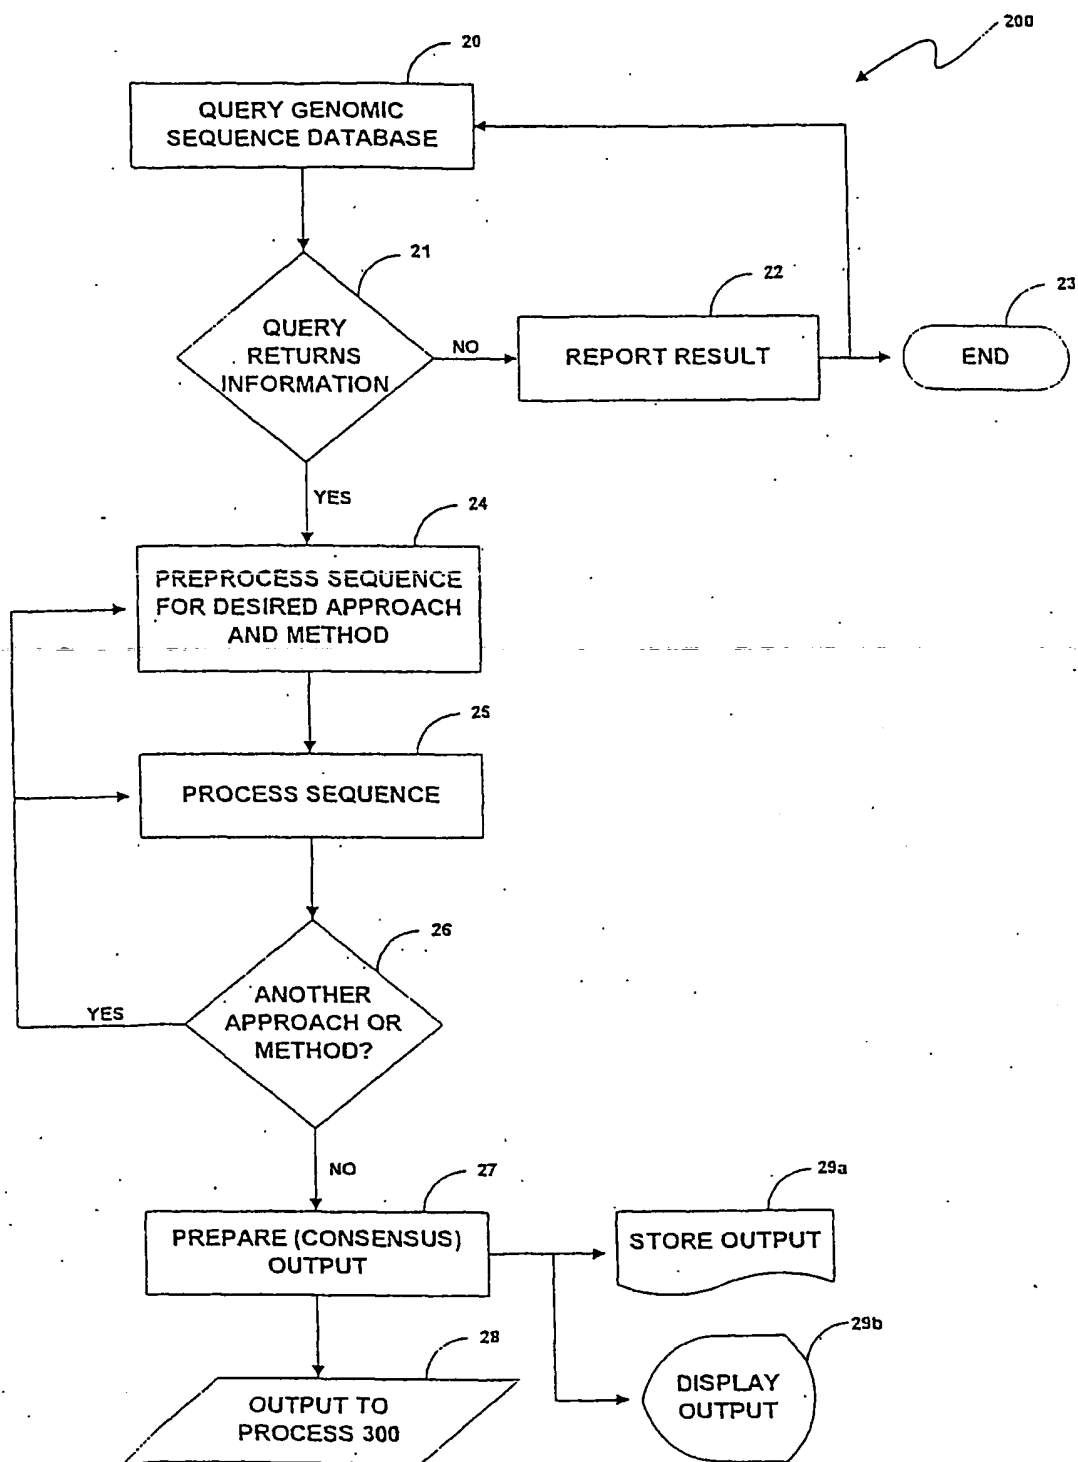 200
20
QUERY GENOMIC
SEQUENCE DATABASE
21
QUERY
RETURNS
INFORMATION
NO
22
REPORT RESULT
23
END
YES
24
PREPROCESS SEQUENCE
FOR DESIRED APPROACH
AND METHOD
25
PROCESS SEQUENCE
26
ANOTHER
APPROACH OR
METHOD?
YES
NO
27
PREPARE (CONSENSUS)
OUTPUT
29a
STORE OUTPUT
28
OUTPUT TO
PROCESS 300
29b
DISPLAY
OUTPUT